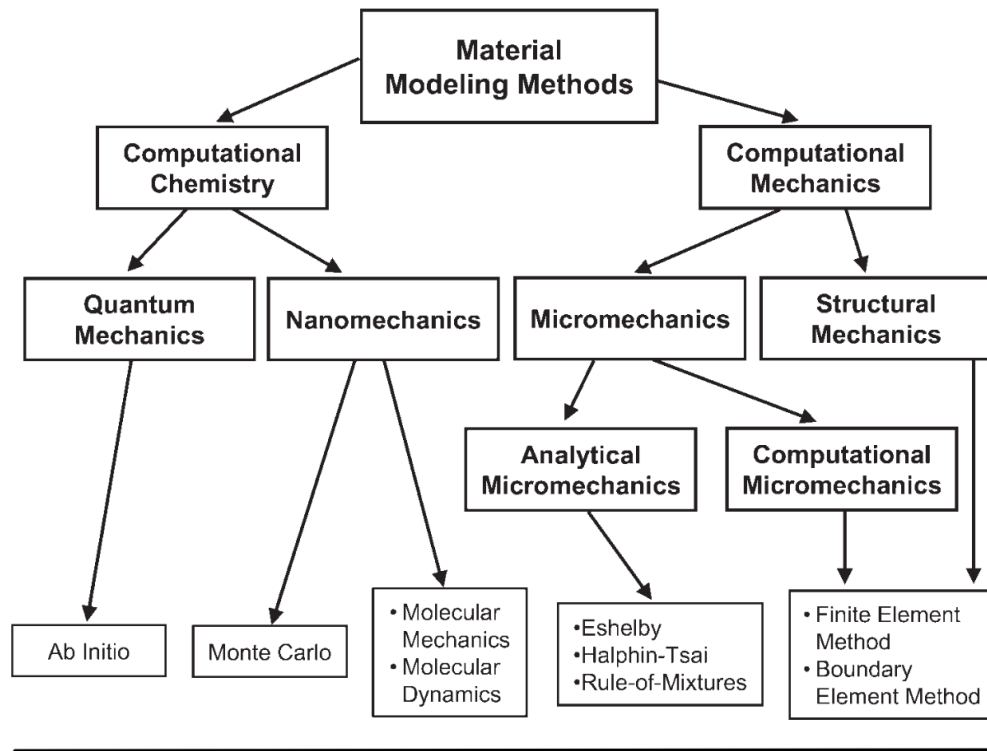 Material
Modeling Methods
Computational
Chemistry
Computational
Mechanics
Quantum
Mechanics
Nanomechanics
Micromechanics
Structural
Mechanics
Analytical
Micromechanics
Computational
Micromechanics
Ab Initio
Monte Carlo
• Molecular
Mechanics
• Molecular
Dynamics
•Eshelby
•Halphin-Tsai
•Rule-of-Mixtures
• Finite Element
Method
• Boundary
Element Method